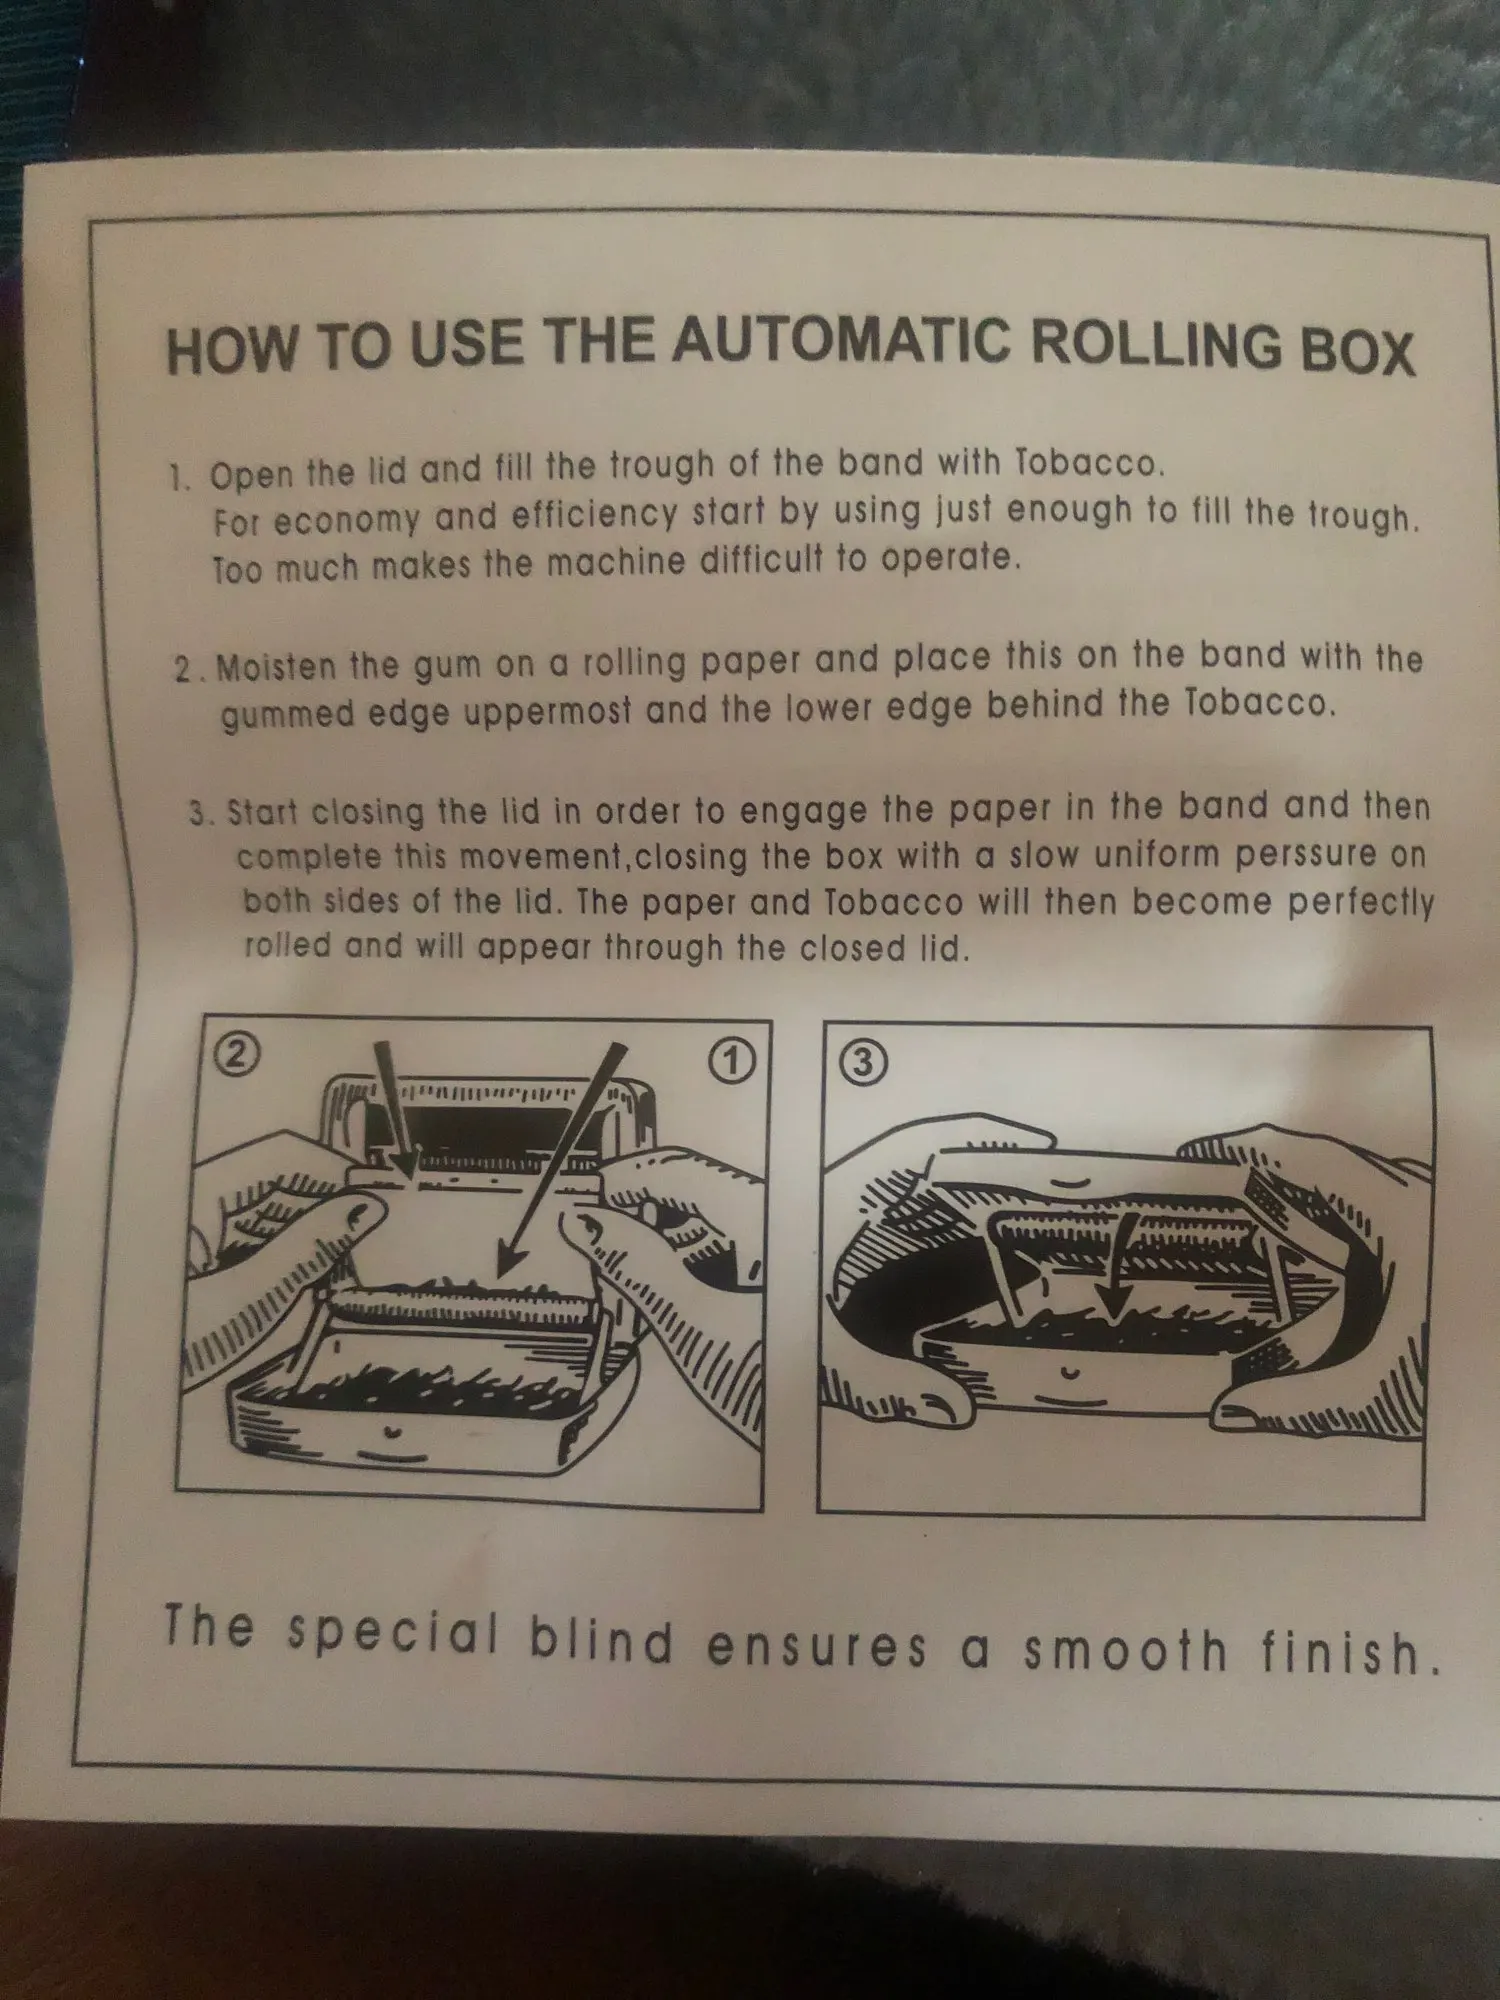 HOW TO USE THE AUTOMATIC ROLLING BOX
1. Open the lid and fill the trough of the band with Tobacco.
For economy and efficiency start by using just enough to fill the trough.
Too much makes the machine difficult to operate.
2. Moisten the gum on a rolling paper and place this on the band with the
gummed edge uppermost and the lower edge behind the Tobacco.
3. Start closing the lid in order to engage the paper in the band and then
complete this movement,closing the box with a slow uniform perssure on
both sides of the lid. The paper and Tobacco will then become perfectly
rolled and will appear through the closed lid.
2 1 3
The special blind ensures a smooth finish.